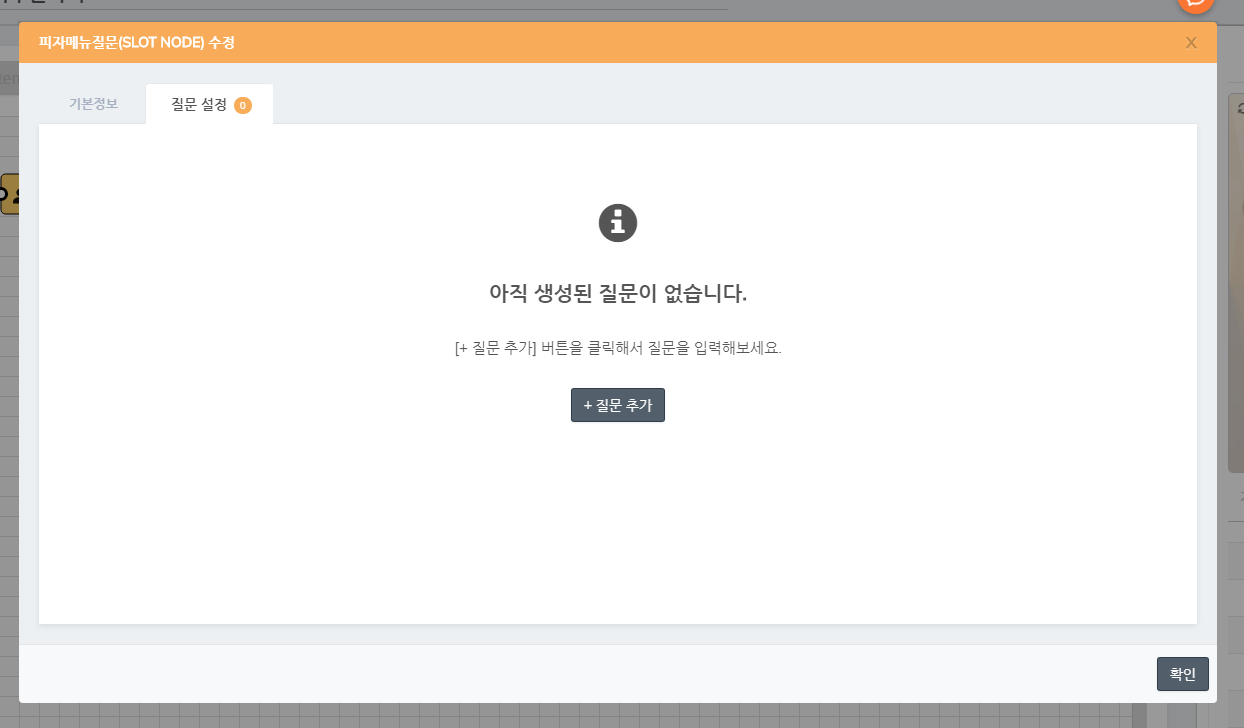 피자메뉴질문(SLOT NODE) 수정
X
기본정보
질문 설정 0
아직 생성된 질문이 없습니다.
[+ 질문 추가] 버튼을 클릭해서 질문을 입력해보세요.
+ 질문 추가
확인